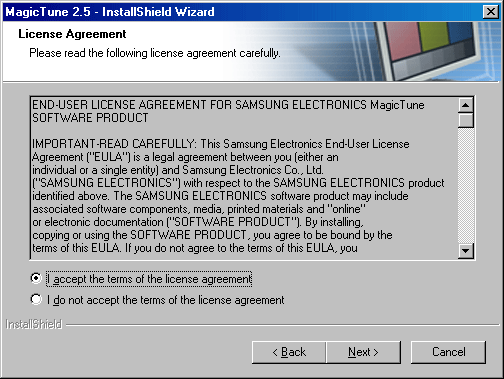 MagicTune 2.5 - InstallShield Wizard
License Agreement
Please read the following license agreement carefully.
END-USER LICENSE AGREEMENT FOR SAMSUNG ELECTRONICS MagicTune
SOFTWARE PRODUCT
IMPORTANT-READ CAREFULLY: This Samsung Electronics End-User License
Agreement ("EULA") is a legal agreement between you (either an
individual or a single entity) and Samsung Electronics Co., Ltd.
("SAMSUNG ELECTRONICS") with respect to the SAMSUNG ELECTRONICS product
identified above. The SAMSUNG ELECTRONICS software product may include
associated software components, media, printed materials and "online"
or electronic documentation ("SOFTWARE PRODUCT"). By installing,
copying or using the SOFTWARE PRODUCT, you agree to be bound by the
terms of this EULA. If you do not agree to the terms of this EULA, you
I accept the terms of the license agreement
I do not accept the terms of the license agreement
InstallShield
< Back Next > Cancel